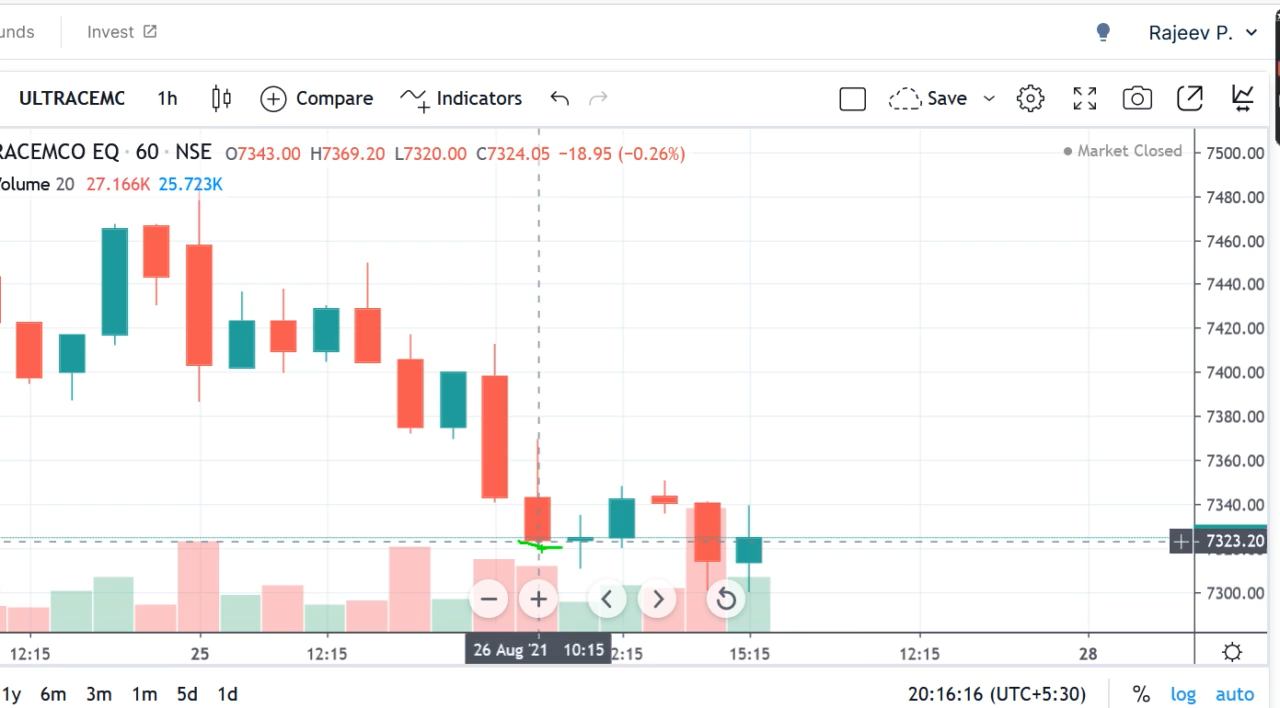 unds Invest Rajeev P.
ULTRACEMC 1h Compare Indicators Save
RACEMCO EQ · 60 · NSE O7343.00 H7369.20 L7320.00 C7324.05 −18.95 (−0.26%) Market Closed
olume 20 27.166K 25.723K
7500.00
7480.00
7460.00
7440.00
7420.00
7400.00
7380.00
7360.00
7340.00
7323.20
7300.00
12:15 25 12:15 26 Aug '21 10:15 2:15 15:15 12:15 28
1y 6m 3m 1m 5d 1d 20:16:16 (UTC+5:30) % log auto